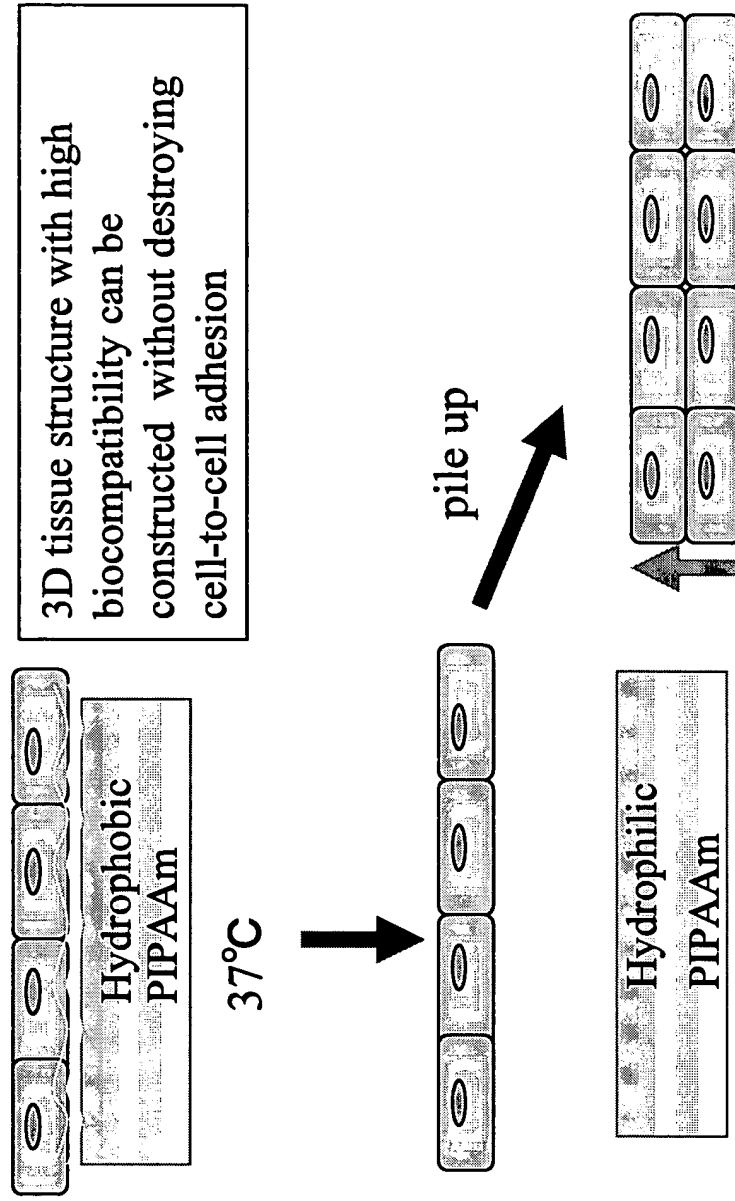 Hydrophobic
PIPAAm
37°C
3D tissue structure with high
biocompatibility can be
constructed without destroying
cell-to-cell adhesion
pile up
Hydrophilic
PIPAAm